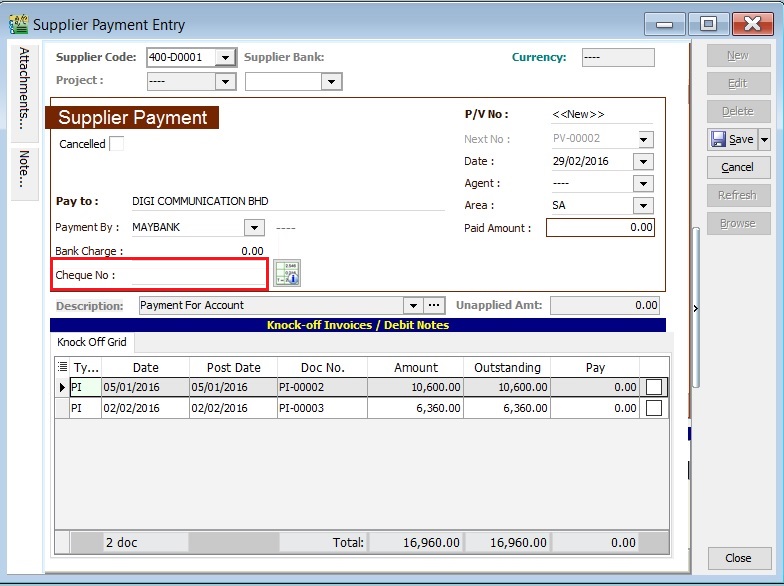 Supplier Payment Entry
Attachments...
Note...
Supplier Code: 400-D0001 Supplier Bank: Currency: ----
Project : ----
Supplier Payment
Cancelled
P/V No : <<New>>
Next No : PV-00002
Date : 29/02/2016
Agent : ----
Pay to : DIGI COMMUNICATION BHD
Area : SA
Payment By : MAYBANK ----
Paid Amount : 0.00
Bank Charge : 0.00
Cheque No :
Description: Payment For Account Unapplied Amt: 0.00
Knock-off Invoices / Debit Notes
Knock Off Grid
Ty... Date Post Date Doc No. Amount Outstanding Pay
PI 05/01/2016 05/01/2016 PI-00002 10,600.00 10,600.00 0.00
PI 02/02/2016 02/02/2016 PI-00003 6,360.00 6,360.00 0.00
2 doc Total: 16,960.00 16,960.00 0.00
New
Edit
Delete
Save
Cancel
Refresh
Browse
Close